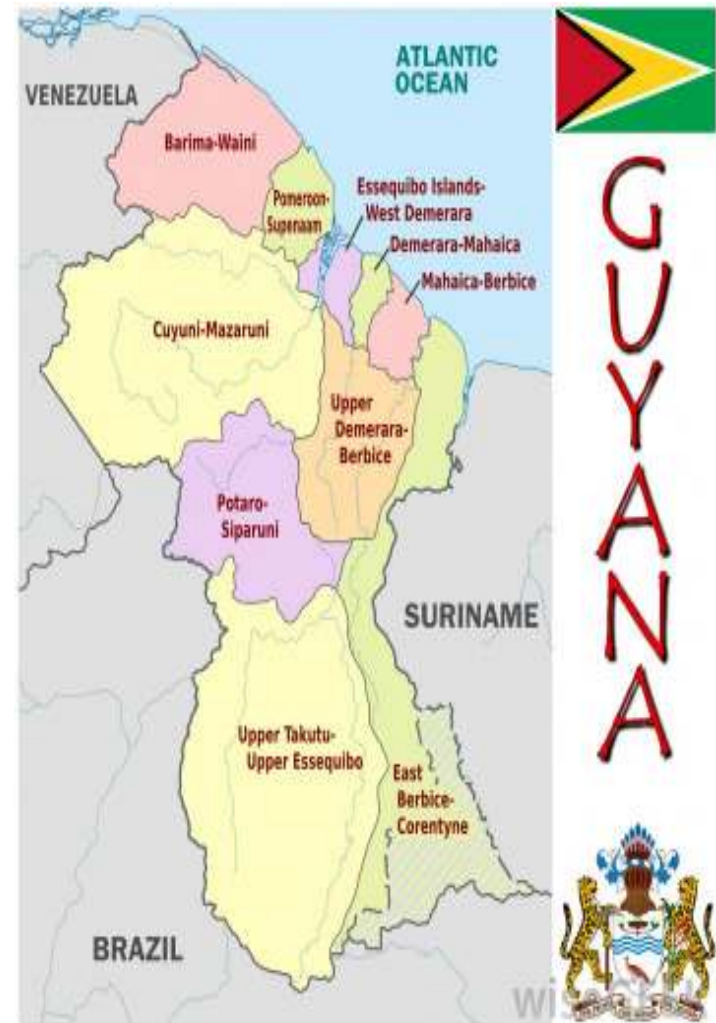 VENEZUELA
ATLANTIC
OCEAN
Barima-Waini
Pomeroon-
Supenaam
Essequibo Islands-
West Demerara
Demerara-Mahaica
Mahaica-Berbice
Cuyuni-Mazaruni
Upper
Demerara-
Berbice
Potaro-
Siparuni
SURINAME
Upper Takutu-
Upper Essequibo
East
Berbice-
Corentyne
BRAZIL
GUYANA